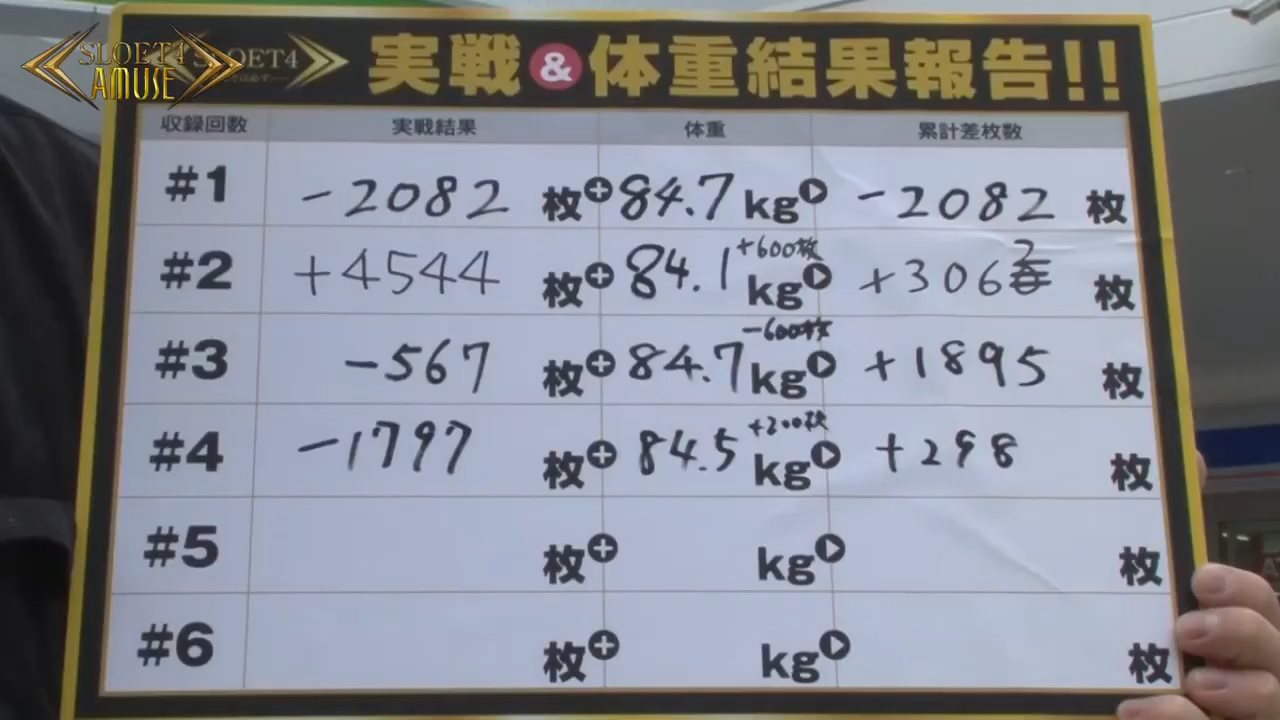 SLOET4
AMUSE
SLOET4 実戦&体重結果報告!!
収録回数 実戦結果 体重 累計差枚数
#1 -2082 枚 + 84.7 kg -2082 枚
+600枚
#2 +4544 枚 + 84.1 kg +3062 枚
-600枚
#3 -567 枚 + 84.7 kg +1895 枚
+200枚
#4 -1797 枚 + 84.5 kg +298 枚
#5 枚 + kg 枚
#6 枚 + kg 枚